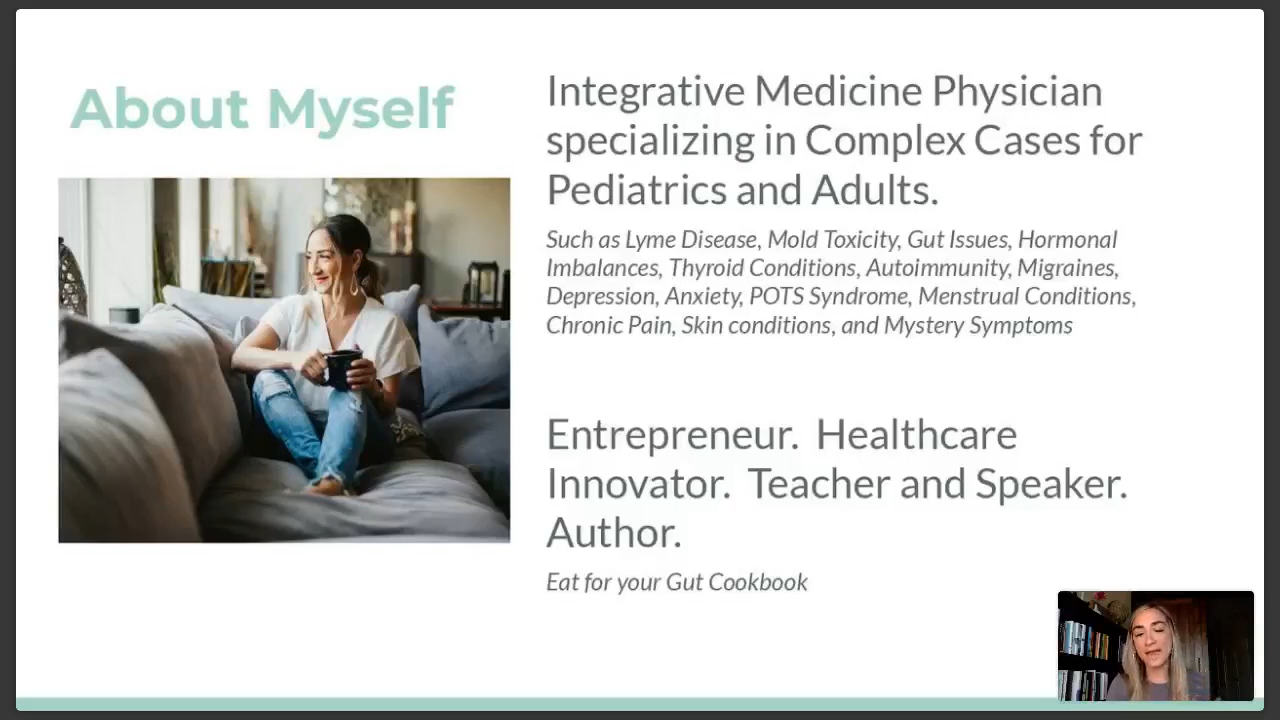 About Myself
Integrative Medicine Physician
specializing in Complex Cases for
Pediatrics and Adults.
Such as Lyme Disease, Mold Toxicity, Gut Issues, Hormonal
Imbalances, Thyroid Conditions, Autoimmunity, Migraines,
Depression, Anxiety, POTS Syndrome, Menstrual Conditions,
Chronic Pain, Skin conditions, and Mystery Symptoms
Entrepreneur.  Healthcare
Innovator.  Teacher and Speaker.
Author.
Eat for your Gut Cookbook